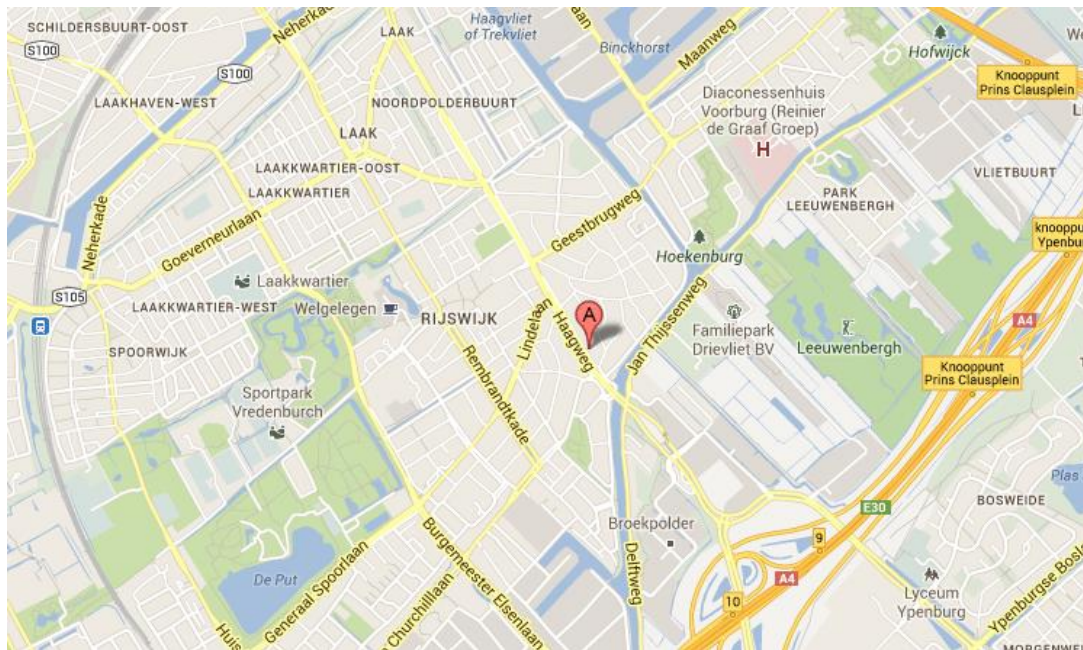 SCHILDERSBUURT-OOST
S100
Neherkade
LAAK
Haagvliet
of Trekvliet
Binckhorst
Maanweg
Hofwijck
Knooppunt
Prins Clausplein
S100
LAAKHAVEN-WEST
NOORDPOLDERBUURT
Diaconessenhuis
Voorburg (Reinier
de Graaf Groep)
H
LAAK
LAAKKWARTIER-OOST
LAAKKWARTIER
VLIETBUURT
PARK
LEEUWENBERGH
Neherkade
Goeverneurlaan
Geestbrugweg
Hoekenburg
knooppunt
Ypenbu
S105
Laakkwartier
LAAKKWARTIER-WEST
Welgelegen
RIJSWIJK
Lindelaan
Haagweg
A
Jan Thijssenweg
Familiepark
Drievliet BV
Leeuwenbergh
A4
SPOORWIJK
Rembrandtkade
Knooppunt
Prins Clausplein
Sportpark
Vredenburch
Plas
BOSWEIDE
E30
Broekpolder
9
De Put
Generaal Spoorlaan
Burgemeester Elsenlaan
Delftweg
A4
10
Lyceum
Ypenburg
Ypenburgse Bosl
Huis
Churchilllaan
MORGENWE